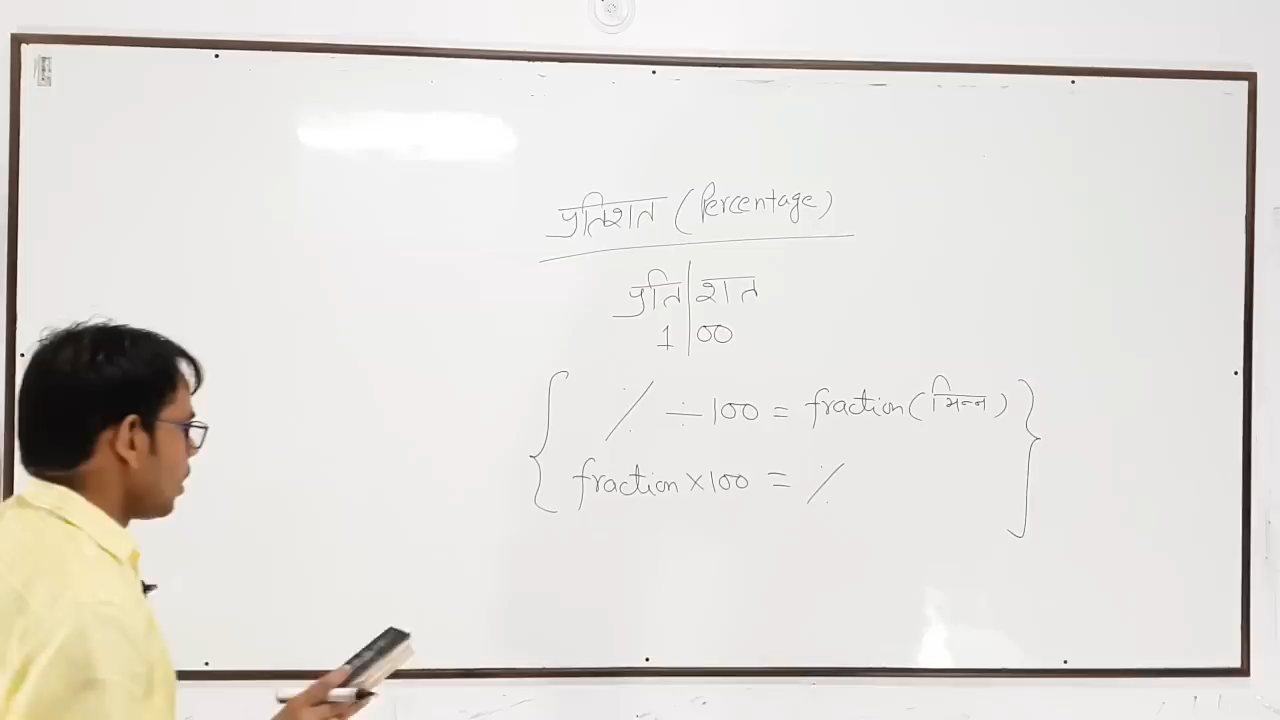 प्रतिशत (Percentage)
प्रति|शत
1|00
% ÷ 100 = fraction (भिन्न)
fraction × 100 = %